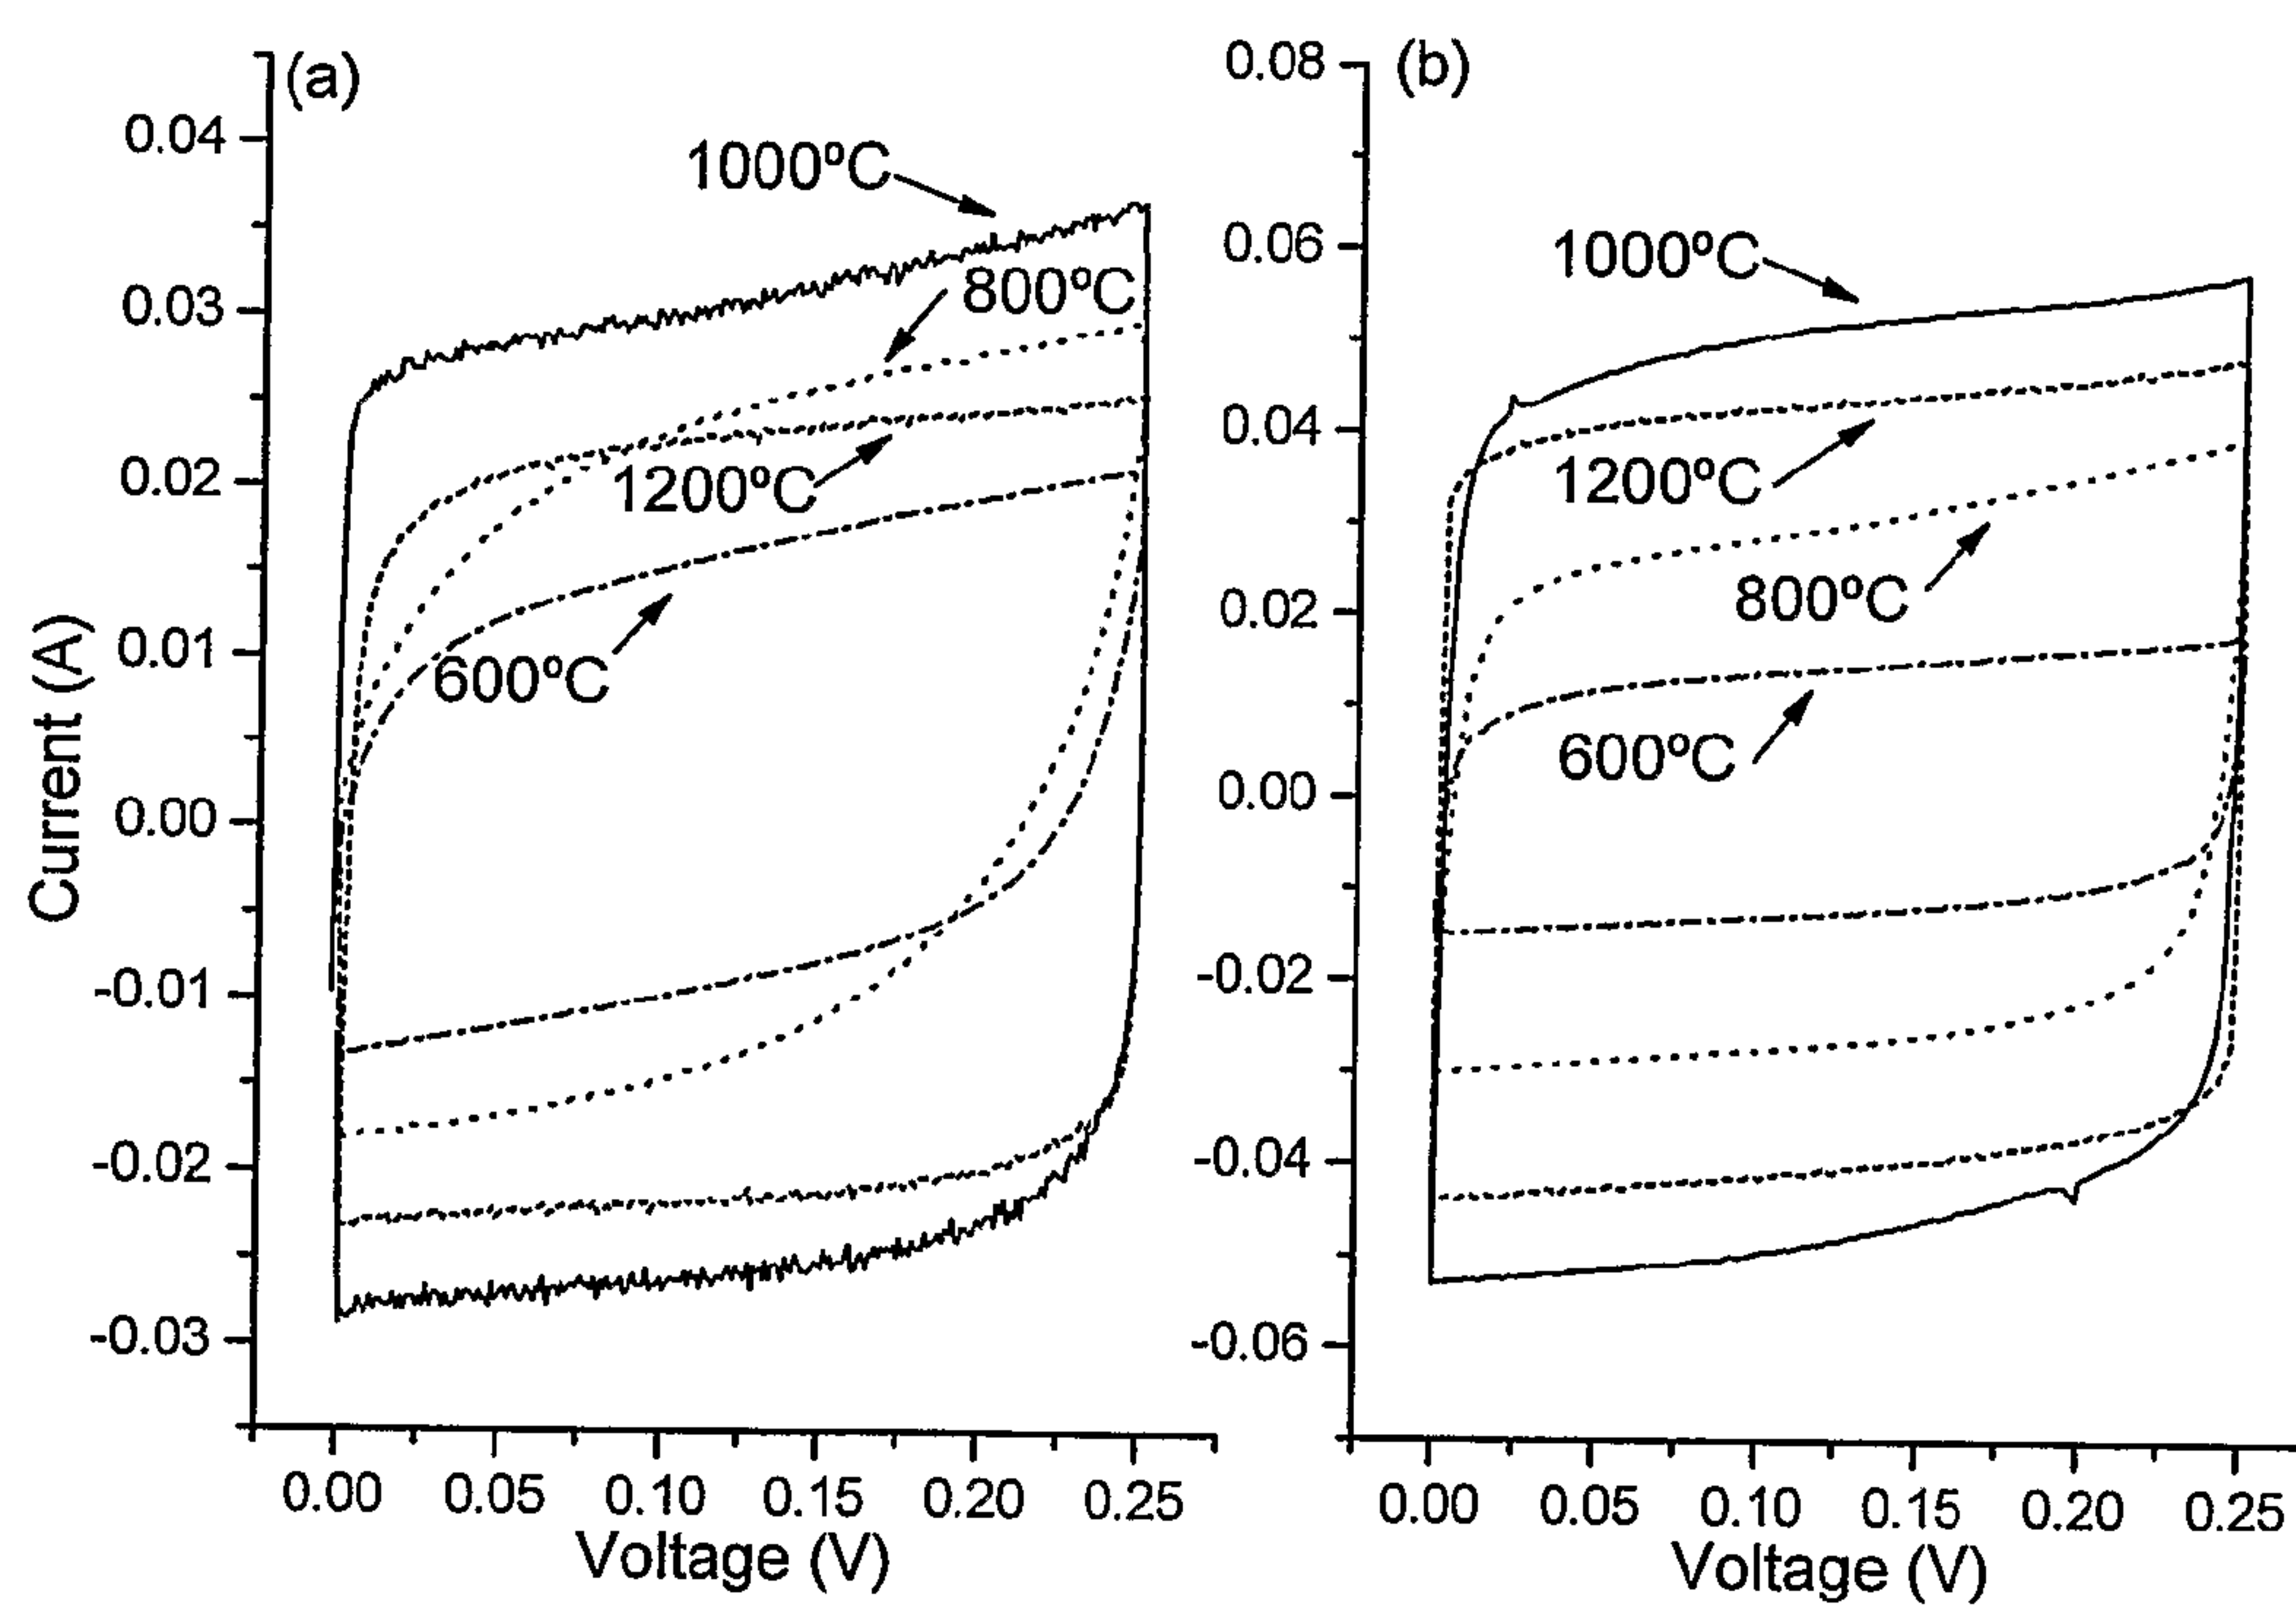 (a)
0.04
0.03
0.02
0.01
0.00
-0.01
-0.02
-0.03
Current (A)
1000ºC
800ºC
1200ºC
600ºC
0.00 0.05 0.10 0.15 0.20 0.25
Voltage (V)
(b)
0.08
0.06
0.04
0.02
0.00
-0.02
-0.04
-0.06
1000ºC
1200ºC
800ºC
600ºC
0.00 0.05 0.10 0.15 0.20 0.25
Voltage (V)